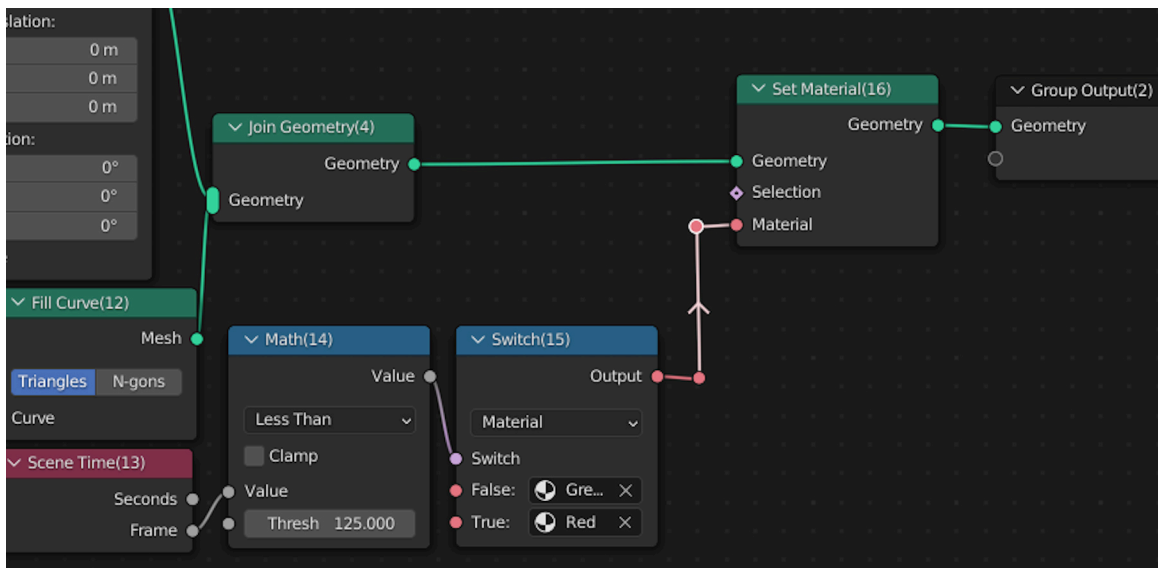 slation:
0 m
0 m
0 m
tion:
0°
0°
0°
Join Geometry(4)
Geometry
Geometry
Set Material(16)
Geometry
Geometry
Selection
Material
Group Output(2)
Geometry
Fill Curve(12)
Mesh
Triangles N-gons
Curve
Scene Time(13)
Seconds
Frame
Math(14)
Value
Less Than
Clamp
Value
Thresh 125.000
Switch(15)
Output
Material
Switch
False: Gre...
True: Red